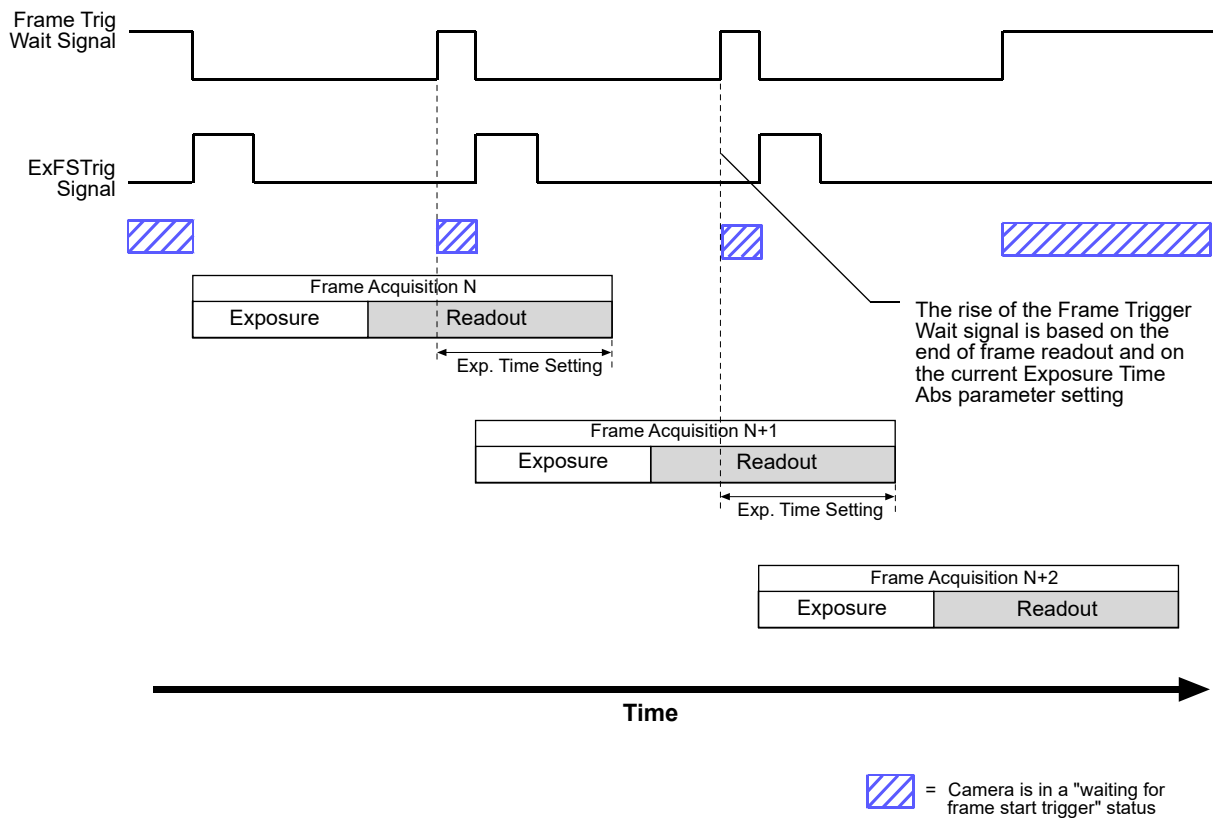 Frame Trig
Wait Signal
ExFSTrig
Signal
Frame Acquisition N
Exposure
Readout
Exp. Time Setting
The rise of the Frame Trigger
Wait signal is based on the
end of frame readout and on
the current Exposure Time
Abs parameter setting
Frame Acquisition N+1
Exposure
Readout
Exp. Time Setting
Frame Acquisition N+2
Exposure
Readout
Time
= Camera is in a "waiting for
frame start trigger" status